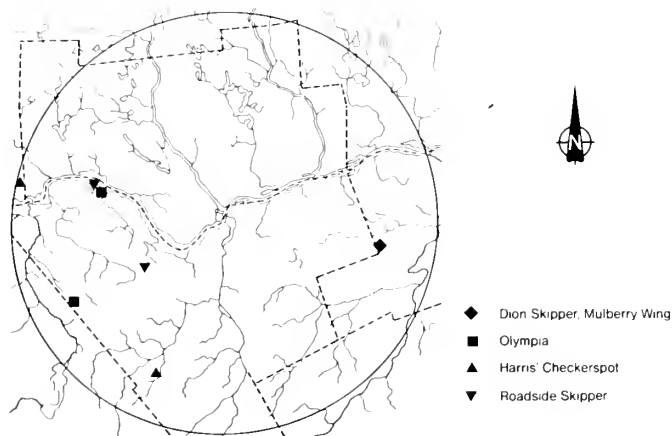 N
Dion Skipper, Mulberry Wing
Olympia
Harris' Checkerspot
Roadside Skipper